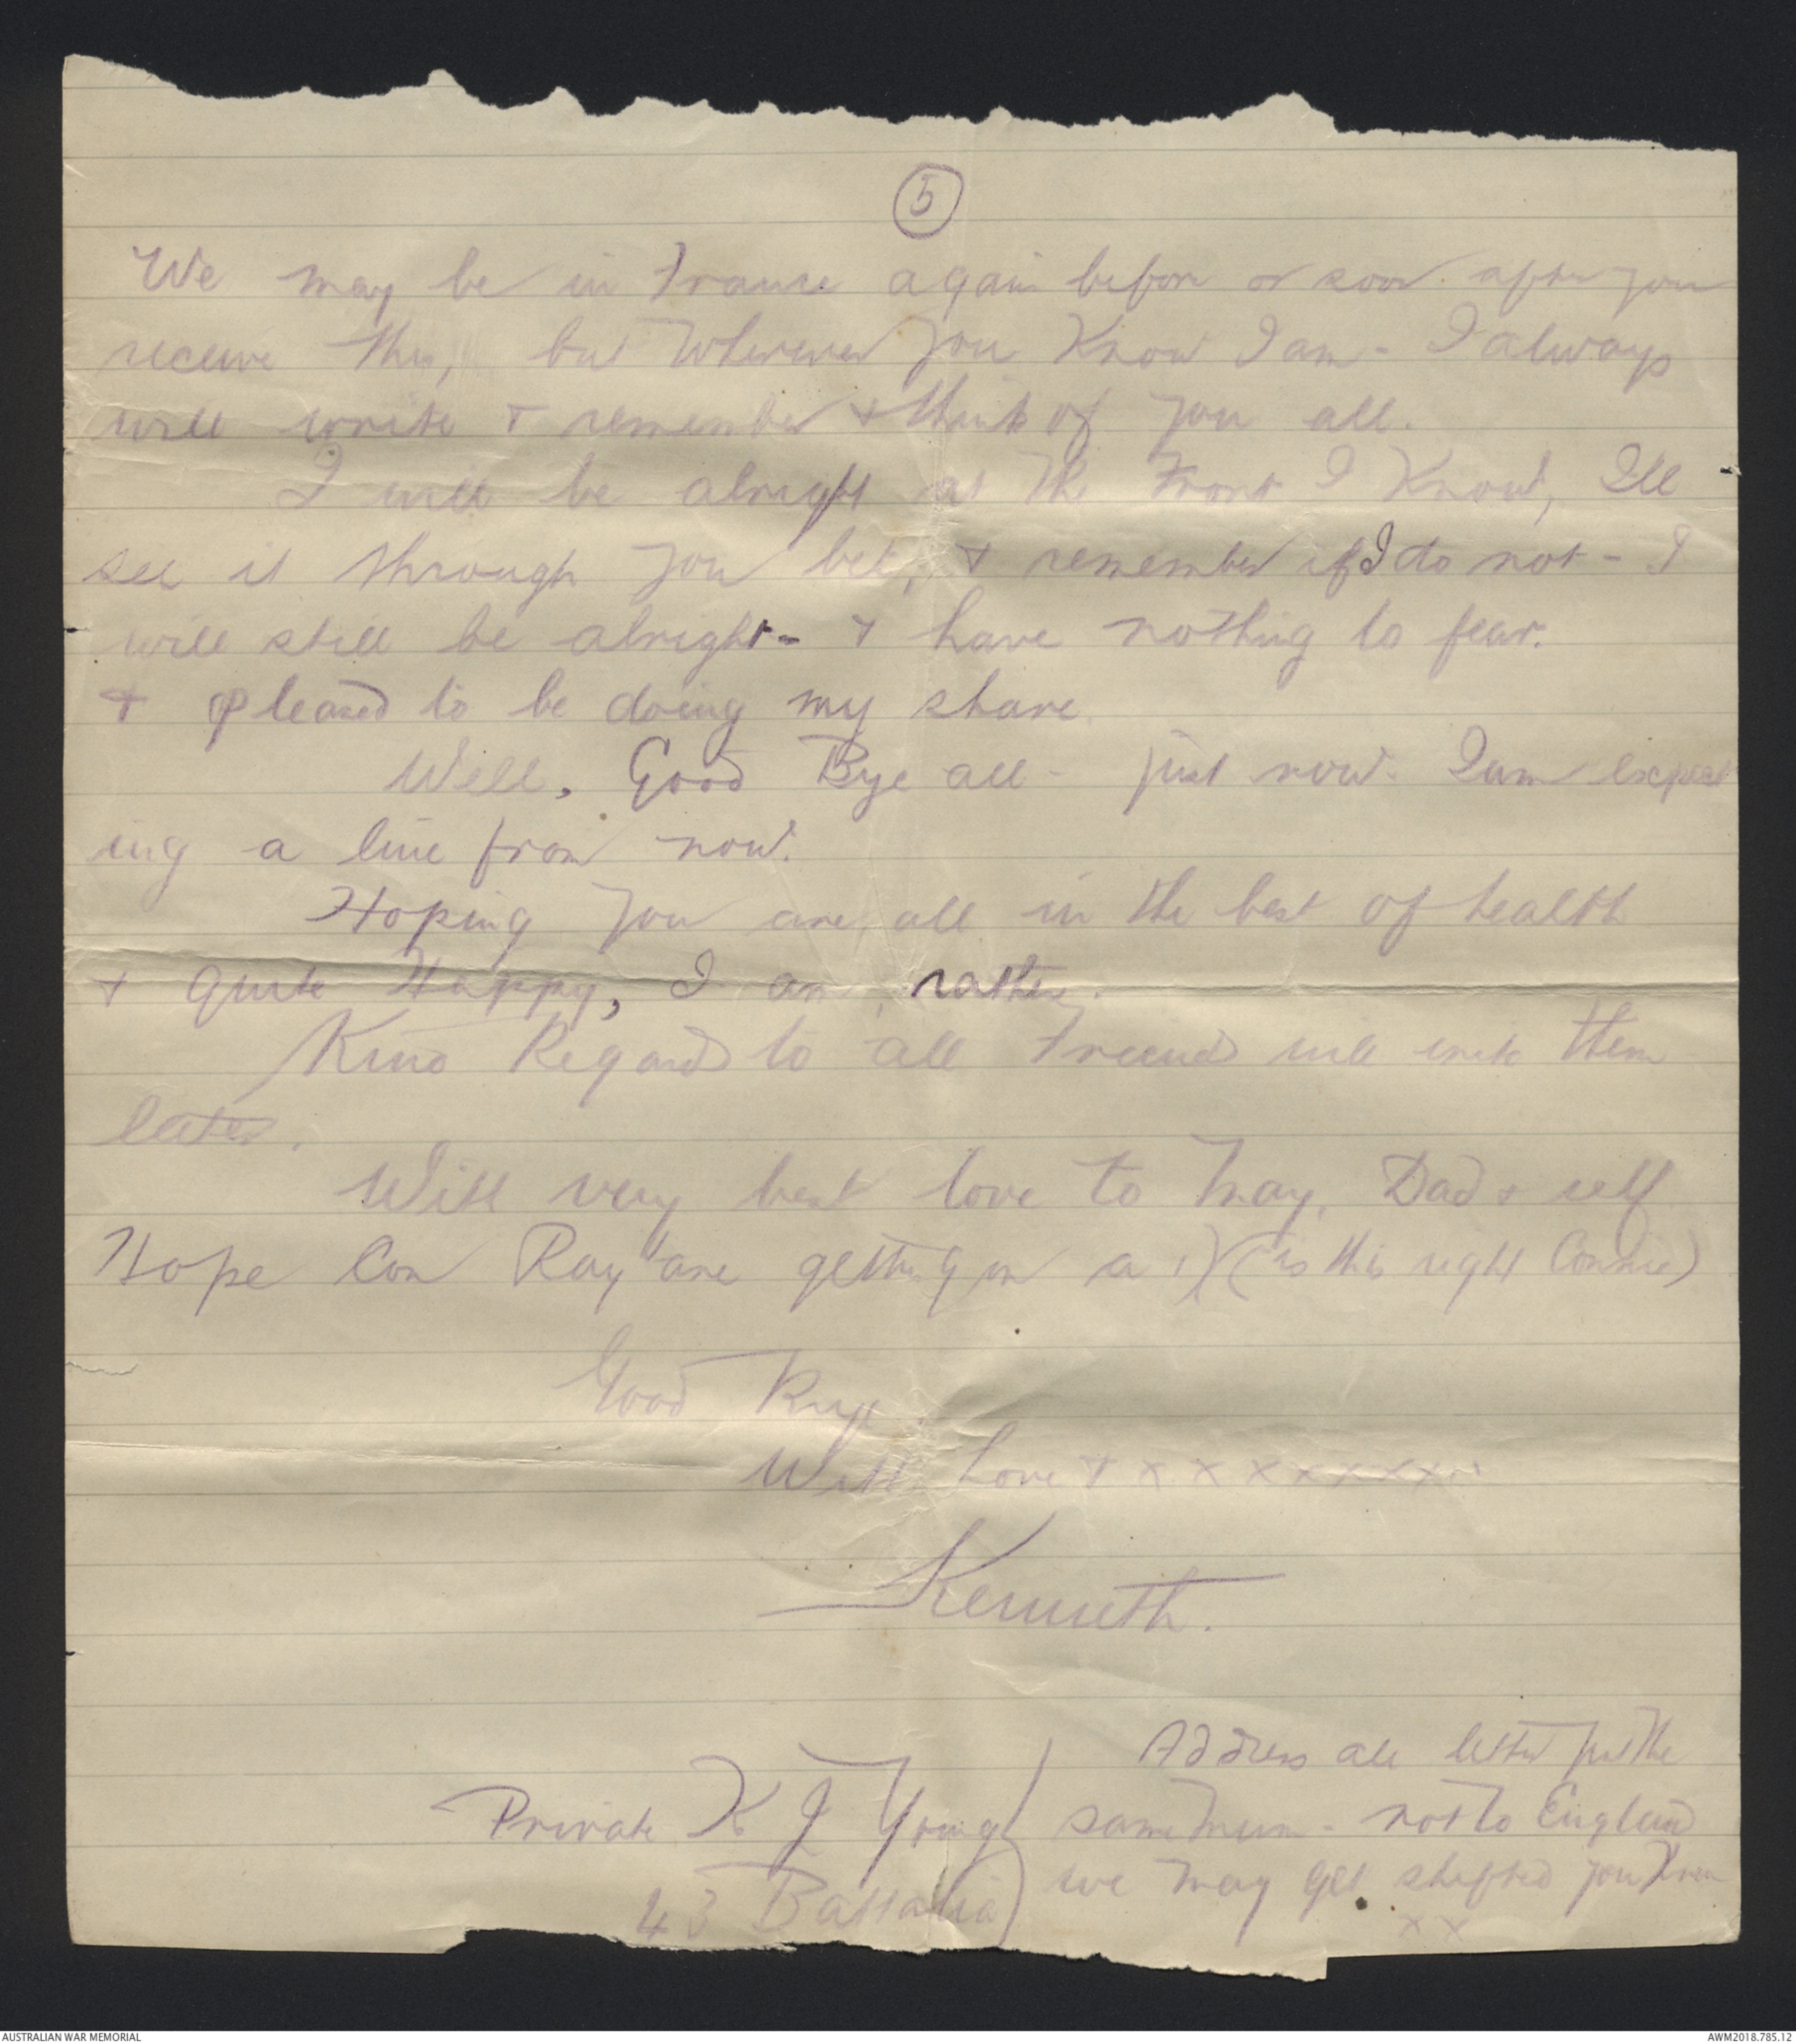 5
We may be in France again before or soon after you
receive this, but wherever you Know I am - I always
will write & remember & think of you all.
I will be alright at the Front I Know, Ill
see it through you bet, & remember if I do not - I
will still be alright - & have nothing to fear.
& pleased to be doing my share
Well, Good Bye all - just now. I am expect
ing a line from now.
Hoping you are all in the best of health
& quite Happy, I am, rather.
Kind Regards to all Friends will write them
later.
With very best love to May, Dad & self
Hope Con Ray are getting on a 1) (is this right Connie)
Good Bye
With Love & x x x x x x x x
Kenneth.
Private K J Young
43 Battalion
Address all letters just the
same Mum - not to England
we may get shifted you Know
x x
AUSTRALIAN WAR MEMORIAL
AWM2018.785.12